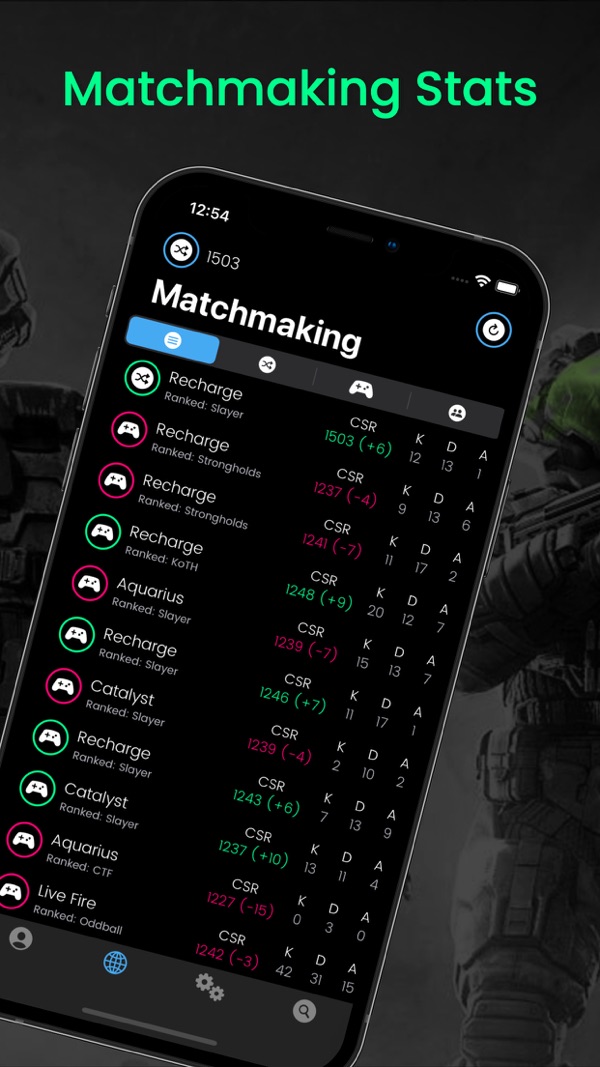 Matchmaking Stats
12:54
1503
Matchmaking
Recharge
Ranked: Slayer
CSR K D A
1503 (+6) 12 13 1
Recharge
Ranked: Strongholds
CSR K D A
1237 (-4) 9 13 6
Recharge
Ranked: Strongholds
CSR K D A
1241 (-7) 11 17 2
Recharge
Ranked: KoTH
CSR K D A
1248 (+9) 20 12 7
Aquarius
Ranked: Slayer
CSR K D A
1239 (-7) 15 13 7
Recharge
Ranked: Slayer
CSR K D A
1246 (+7) 11 17 1
Catalyst
Ranked: Slayer
CSR K D A
1239 (-4) 2 10 2
Recharge
Ranked: Slayer
CSR K D A
1243 (+6) 7 13 9
Catalyst
Ranked: Slayer
CSR K D A
1237 (+10) 13 11 4
Aquarius
Ranked: CTF
CSR K D A
1227 (-15) 0 3 0
Live Fire
Ranked: Oddball
CSR K D A
1242 (-3) 42 31 15